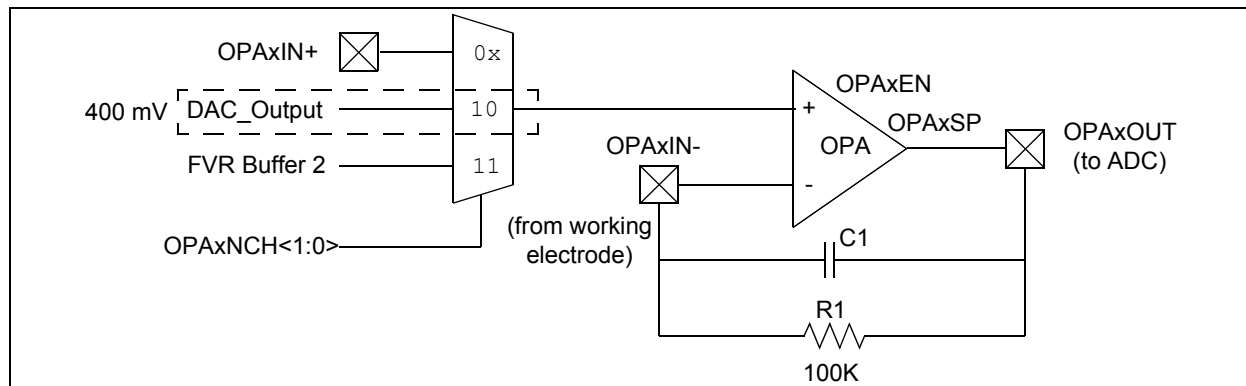 OPAxIN+
0x
400 mV
DAC_Output
10
FVR Buffer 2
11
OPAxNCH<1:0>
OPAxEN
OPAxSP
+
OPA
-
OPAxIN-
(from working
electrode)
OPAxOUT
(to ADC)
C1
R1
100K